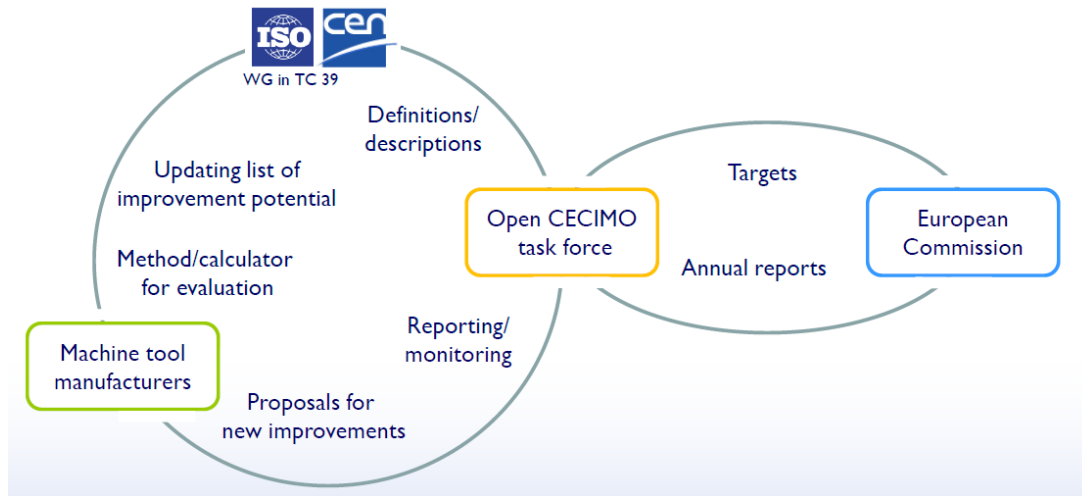 ISO
cen
WG in TC 39
Definitions/
descriptions
Updating list of
improvement potential
Targets
Open CECIMO
task force
European
Commission
Method/calculator
for evaluation
Annual reports
Reporting/
monitoring
Machine tool
manufacturers
Proposals for
new improvements